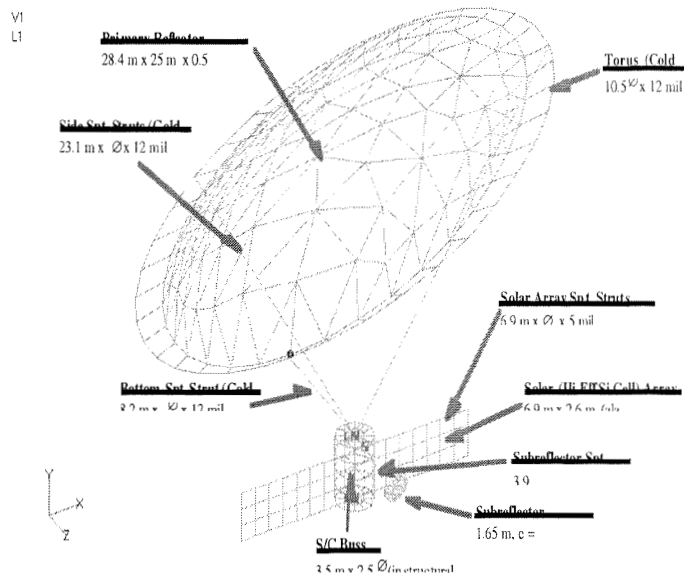 V1
L1
Primary Reflector
28.4 m x 25 m x 0.5
Torus (Cold
10.5 Ø x 12 mil
Side Spt. Struts (Cold
23.1 m x Ø x 12 mil
Solar Array Spt. Struts
6.9 m x Ø x 5 mil
Bottom Spt. Strut (Cold
8.2 m x Ø x 12 mil
Solar (Hi Eff Si Cell) Array
6.9 m x 2.6 m
Subreflector Spt.
3.9
Subreflector
1.65 m, c =
S/C Buss
3.5 m x 2.5 Ø (in structural
Y
X
Z